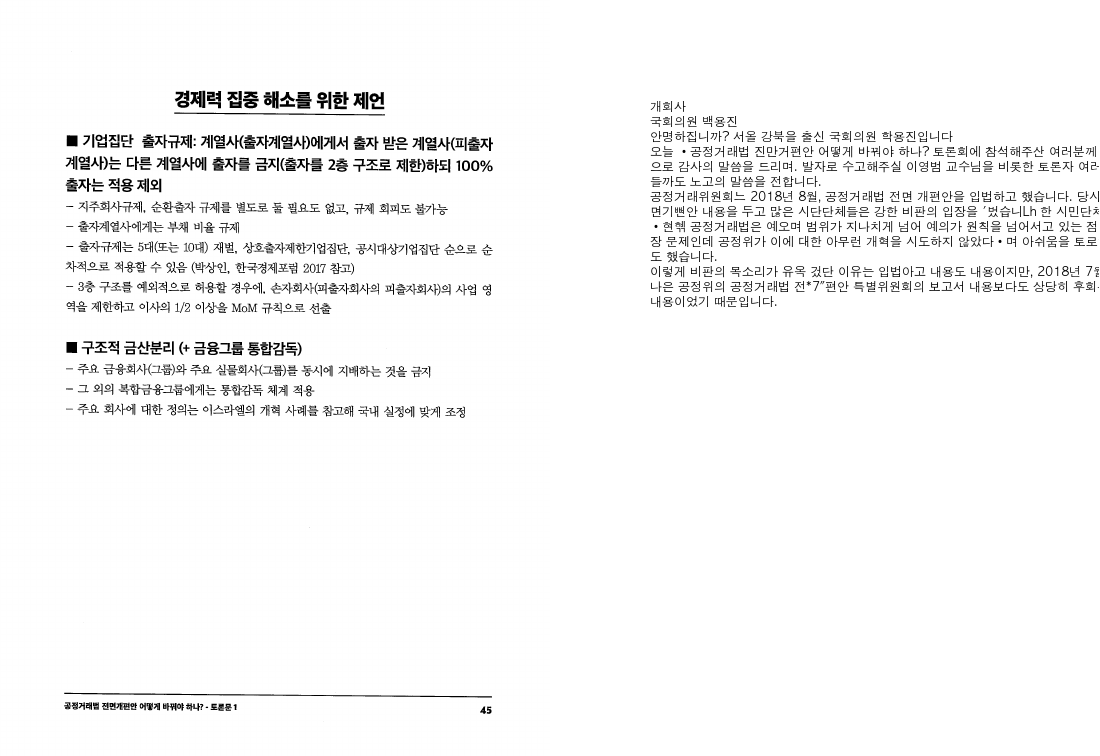 경제력 집중 해소를 위한 제언
■ 기업집단 출자규제: 계열사(출자계열사)에게서 출자 받은 계열사(피출자
계열사)는 다른 계열사에 출자를 금지(출자를 2층 구조로 제한)하되 100%
출자는 적용 제외
– 지주회사규제, 순환출자 규제를 별도로 둘 필요도 없고, 규제 회피도 불가능
– 출자계열사에게는 부채 비율 규제
– 출자규제는 5대(또는 10대) 재벌, 상호출자제한기업집단, 공시대상기업집단 순으로 순
차적으로 적용할 수 있음 (박상인, 한국경제포럼 2017 참고)
– 3층 구조를 예외적으로 허용할 경우에, 손자회사(피출자회사의 피출자회사)의 사업 영
역을 제한하고 이사의 1/2 이상을 MoM 규칙으로 선출
■ 구조적 금산분리 (+ 금융그룹 통합감독)
– 주요 금융회사(그룹)와 주요 실물회사(그룹)를 동시에 지배하는 것을 금지
– 그 외의 복합금융그룹에게는 통합감독 체계 적용
– 주요 회사에 대한 정의는 이스라엘의 개혁 사례를 참고해 국내 실정에 맞게 조정
공정거래법 전면개편안 어떻게 바꿔야 하나? - 토론문 1
45
개회사
국회의원 백용진
안명하집니까? 서울 강북을 출신 국회의원 학용진입니다
오늘 • 공정거래법 진만거편안 어떻게 바꿔야 하나? 토론회에 참석해주산 여러분께
으로 감사의 말씀을 드리며. 발자로 수고해주실 이영범 교수님을 비롯한 토론자 여러
들까도 노고의 말씀을 전합니다.
공정거래위원회느 2018년 8월, 공정거래법 전면 개편안을 입법하고 했습니다. 당시
면기뻰안 내용을 두고 많은 시단단체들은 강한 비판의 입장을 ′벘습니Lh 한 시민단처
• 현헦 공정거래법은 예오며 범위가 지나치게 넘어 예의가 원칙을 넘어서고 있는 점
장 문제인데 공정위가 이에 대한 아무런 개혁을 시도하지 않았다 • 며 아쉬움을 토로
도 했습니다.
이렇게 비판의 목소리가 유목 겄단 이유는 입법아고 내용도 내용이지만, 2018년 7월
나은 공정위의 공정거래법 전*7″편안 특별위원회의 보고서 내용보다도 상당히 후회
내용이었기 때문입니다.